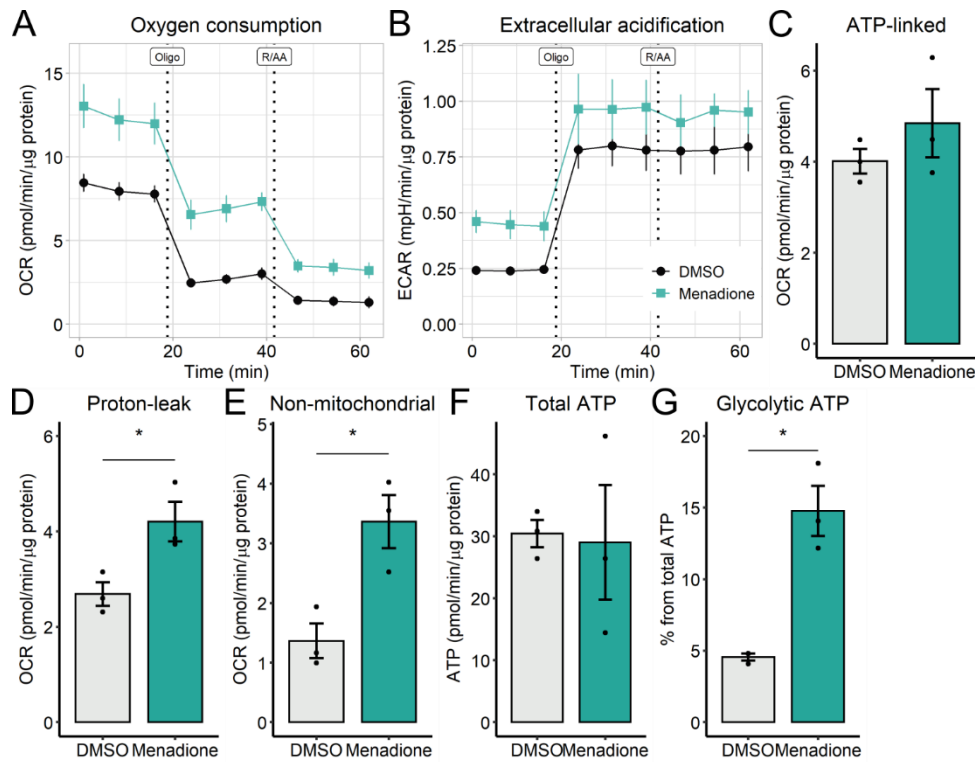 A Oxygen consumption
OCR (pmol/min/μg protein)
15
10
5
0
Oligo
R/AA
0 20 40 60
Time (min)
B Extracellular acidification
ECAR (mpH/min/μg protein)
1.25
1.00
0.75
0.50
0.25
0.00
Oligo
R/AA
DMSO
Menadione
0 20 40 60
Time (min)
C ATP-linked
OCR (pmol/min/μg protein)
6
4
2
0
DMSO Menadione
D Proton-leak
OCR (pmol/min/μg protein)
6
4
2
0
*
DMSO Menadione
E Non-mitochondrial
OCR (pmol/min/μg protein)
5
4
3
2
1
0
*
DMSO Menadione
F Total ATP
ATP (pmol/min/μg protein)
40
30
20
10
0
DMSO Menadione
G Glycolytic ATP
% from total ATP
20
15
10
5
0
*
DMSO Menadione